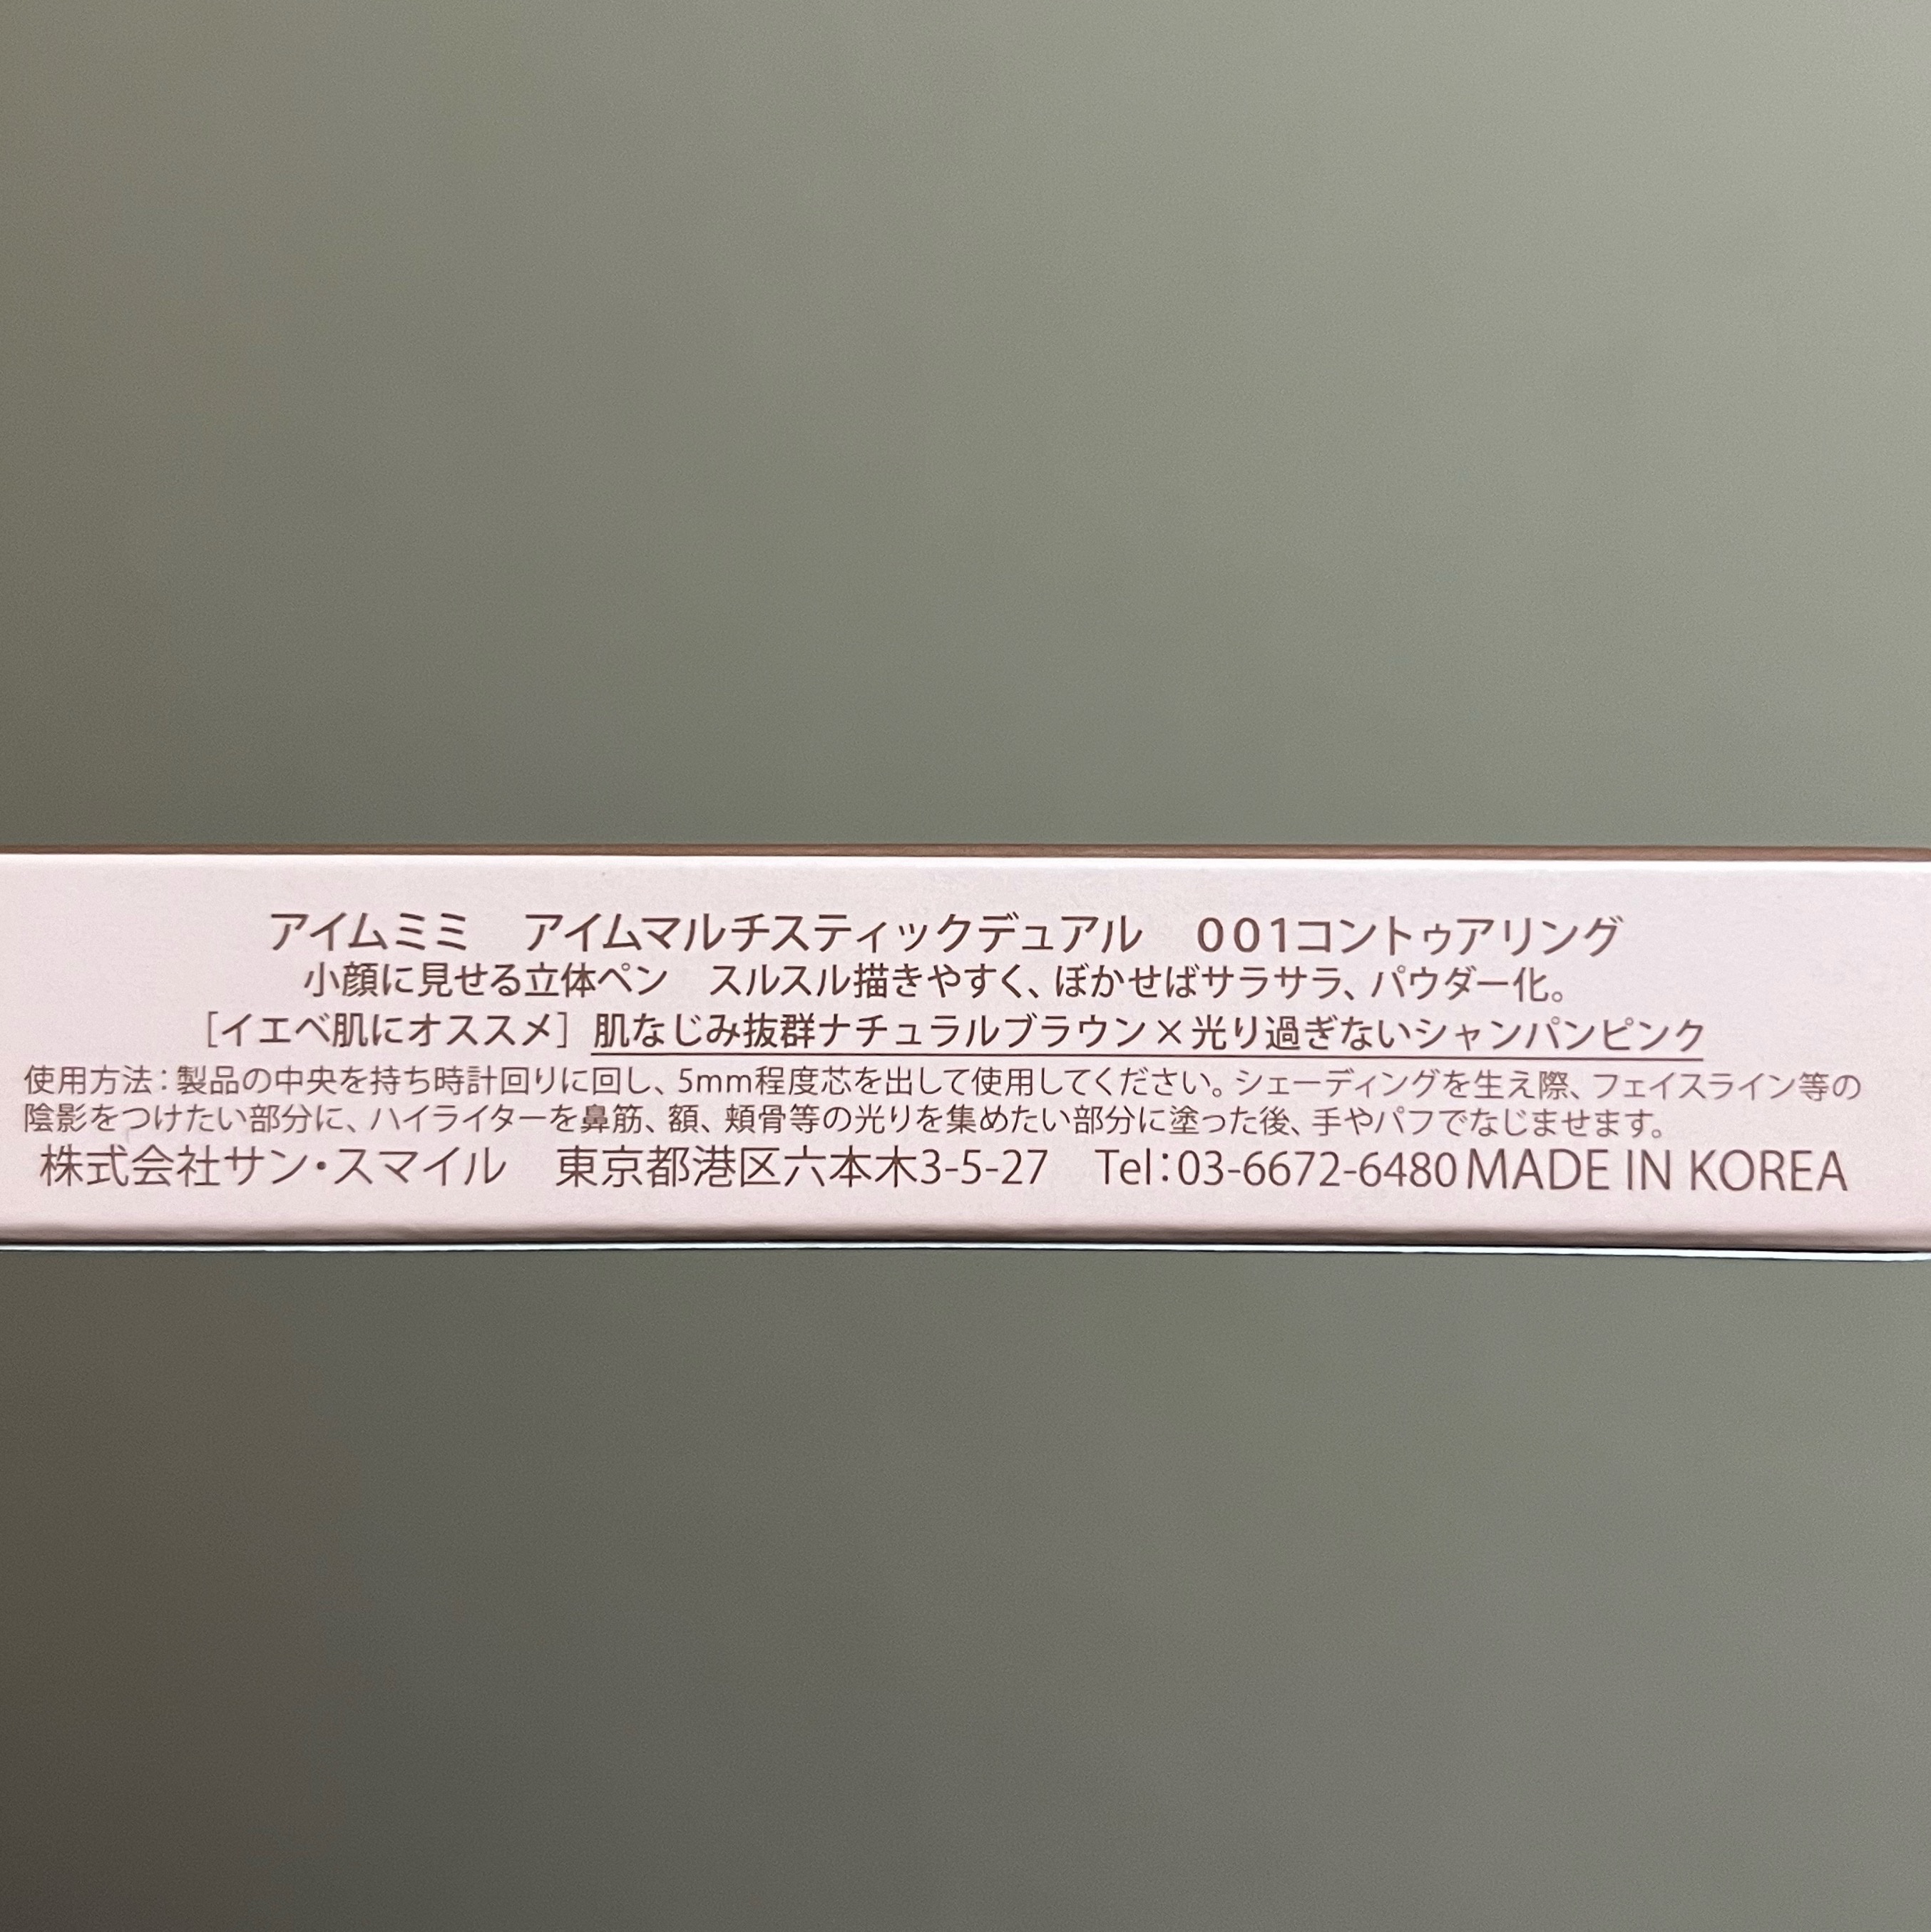 アイムミミ　アイムマルチスティックデュアル　001コントゥアリング
小顔に見せる立体ペン　スルスル描きやすく、ぼかせばサラサラ、パウダー化。
［イエベ肌にオススメ］肌なじみ抜群ナチュラルブラウン×光り過ぎないシャンパンピンク
使用方法：製品の中央を持ち時計回りに回し、5mm程度芯を出して使用してください。シェーディングを生え際、フェイスライン等の
陰影をつけたい部分に、ハイライターを鼻筋、額、頬骨等の光りを集めたい部分に塗った後、手やパフでなじませます。
株式会社サン・スマイル　東京都港区六本木3-5-27　Tel：03-6672-6480 MADE IN KOREA